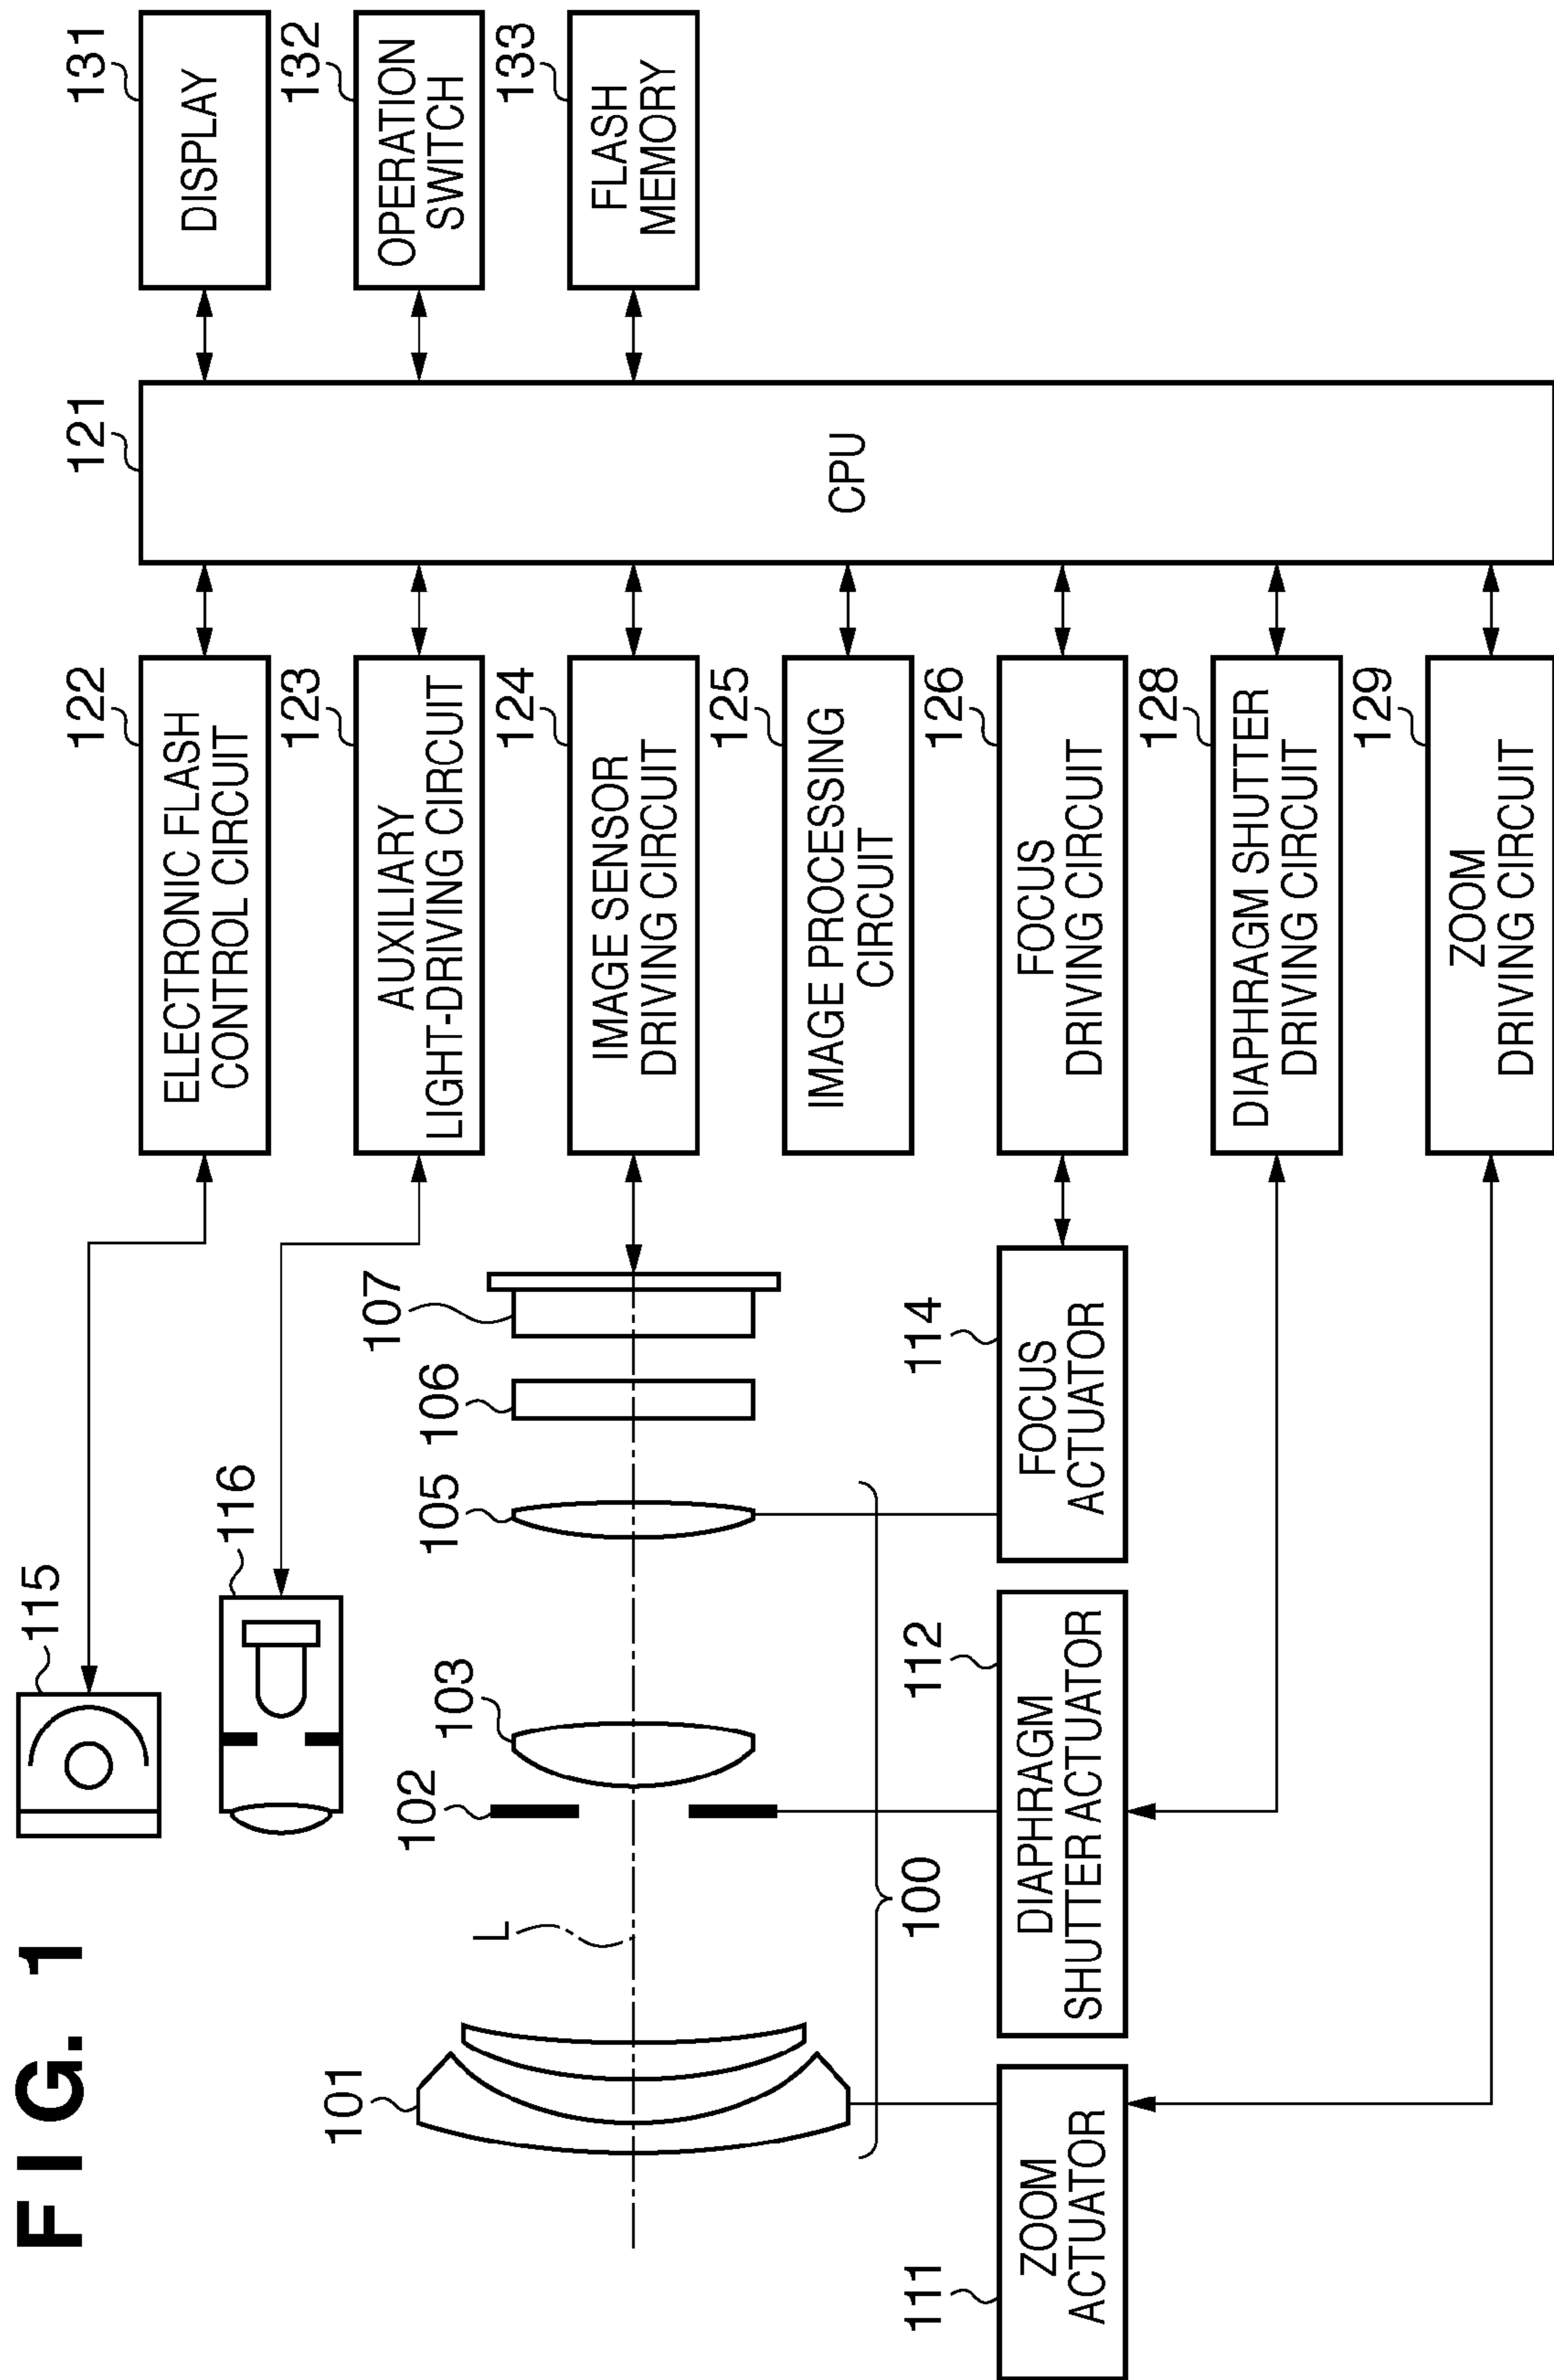 FIG. 1
115
116
101
L
102
103
105
106
107
100
111
ZOOM
ACTUATOR
112
DIAPHRAGM
SHUTTER ACTUATOR
114
FOCUS
ACTUATOR
122
ELECTRONIC FLASH
CONTROL CIRCUIT
123
AUXILIARY
LIGHT-DRIVING CIRCUIT
124
IMAGE SENSOR
DRIVING CIRCUIT
125
IMAGE PROCESSING
CIRCUIT
126
FOCUS
DRIVING CIRCUIT
128
DIAPHRAGM SHUTTER
DRIVING CIRCUIT
129
ZOOM
DRIVING CIRCUIT
121
CPU
131
DISPLAY
132
OPERATION
SWITCH
133
FLASH
MEMORY